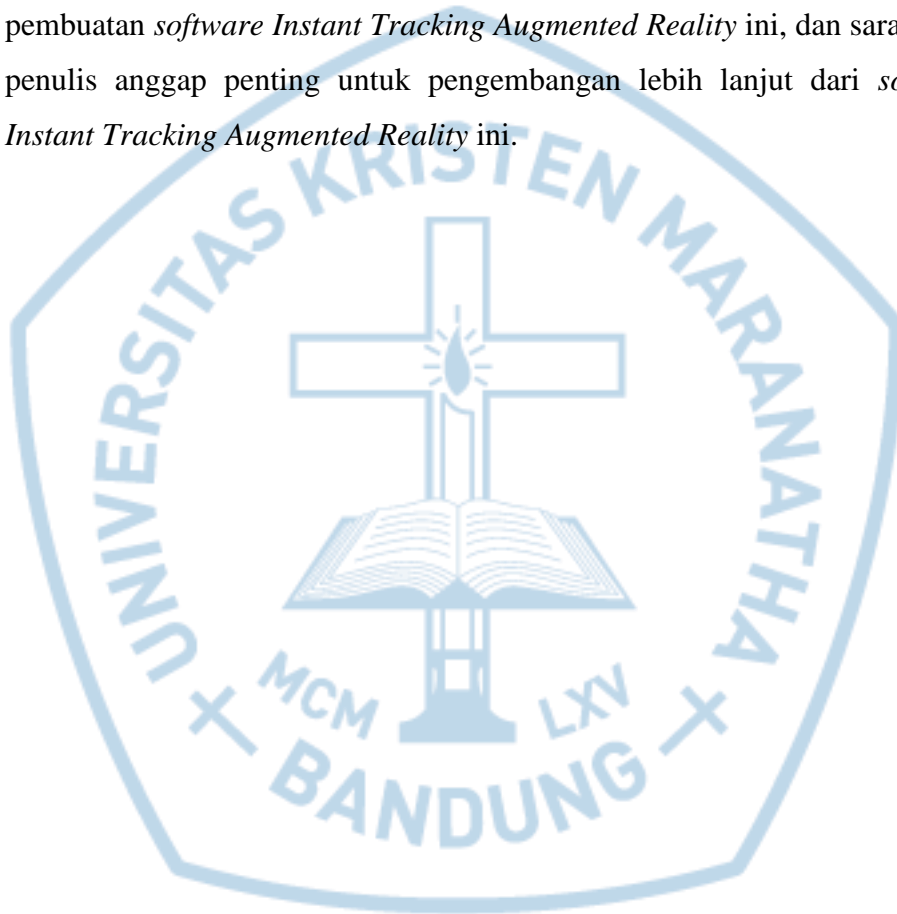 pembuatan software Instant Tracking Augmented Reality ini, dan sara
penulis anggap penting untuk pengembangan lebih lanjut dari so
Instant Tracking Augmented Reality ini.
UNIVERSITAS KRISTEN MARANATHA
MCM LXV
BANDUNG